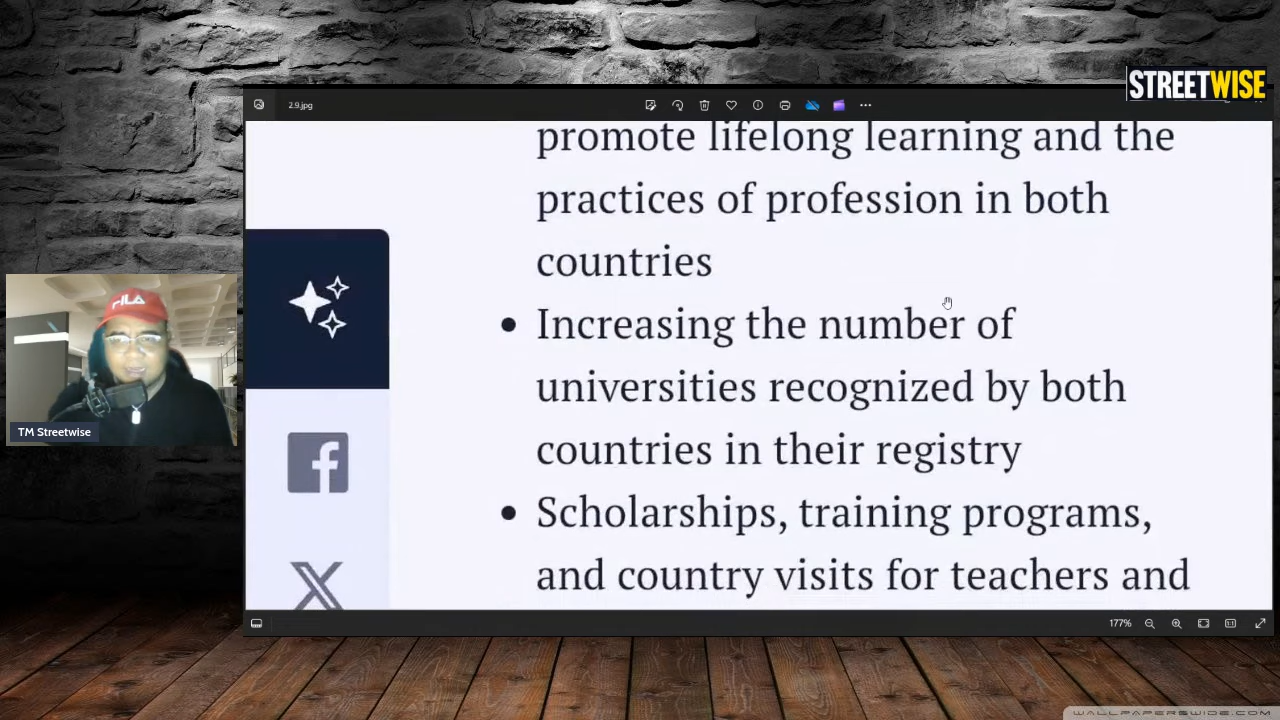 STREETWISE
2.9.jpg
promote lifelong learning and the
practices of profession in both
countries
Increasing the number of
universities recognized by both
countries in their registry
Scholarships, training programs,
and country visits for teachers and
FILA
TM Streetwise
177%
WALLPAPERSWIDE.COM